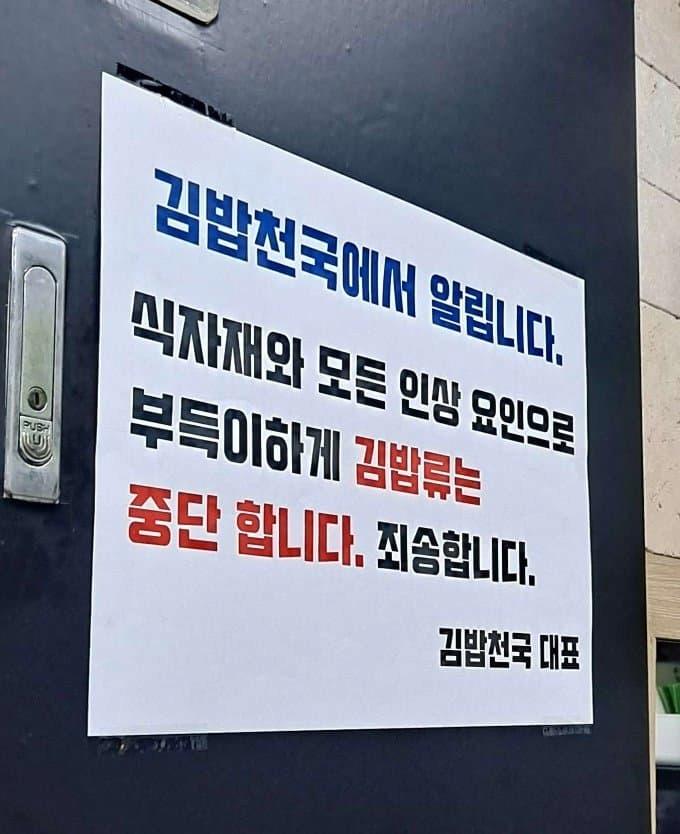 김밥천국에서 알립니다.
식자재와 모든 인상 요인으로
부득이하게 김밥류는
중단 합니다. 죄송합니다.
김밥천국 대표
PUSH